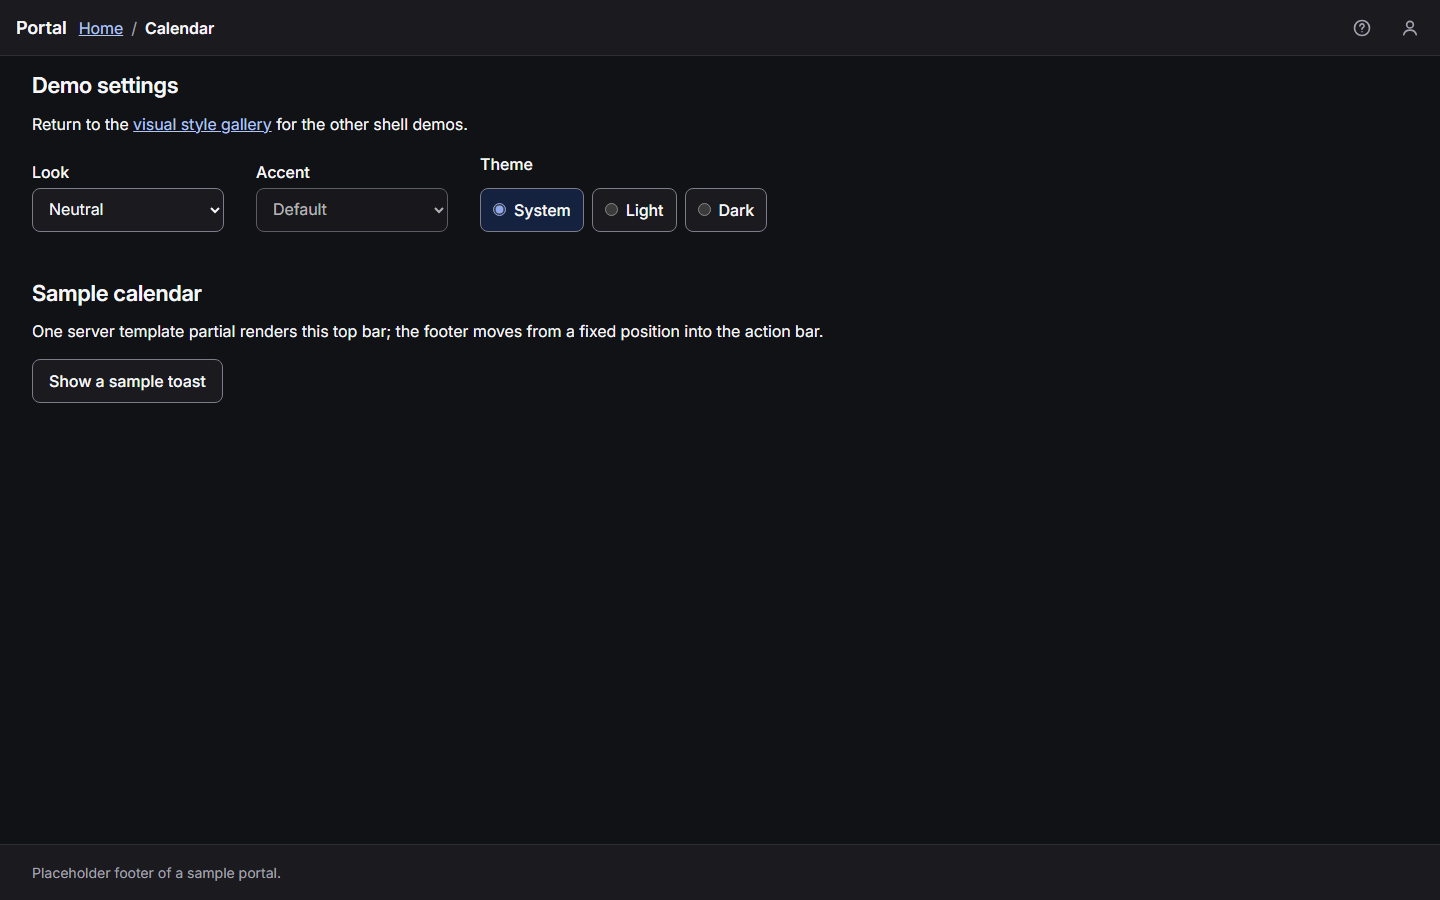 Portal Home / Calendar
Demo settings
Return to the visual style gallery for the other shell demos.
Look Accent Theme
Neutral Default System Light Dark
Sample calendar
One server template partial renders this top bar; the footer moves from a fixed position into the action bar.
Show a sample toast
Placeholder footer of a sample portal.